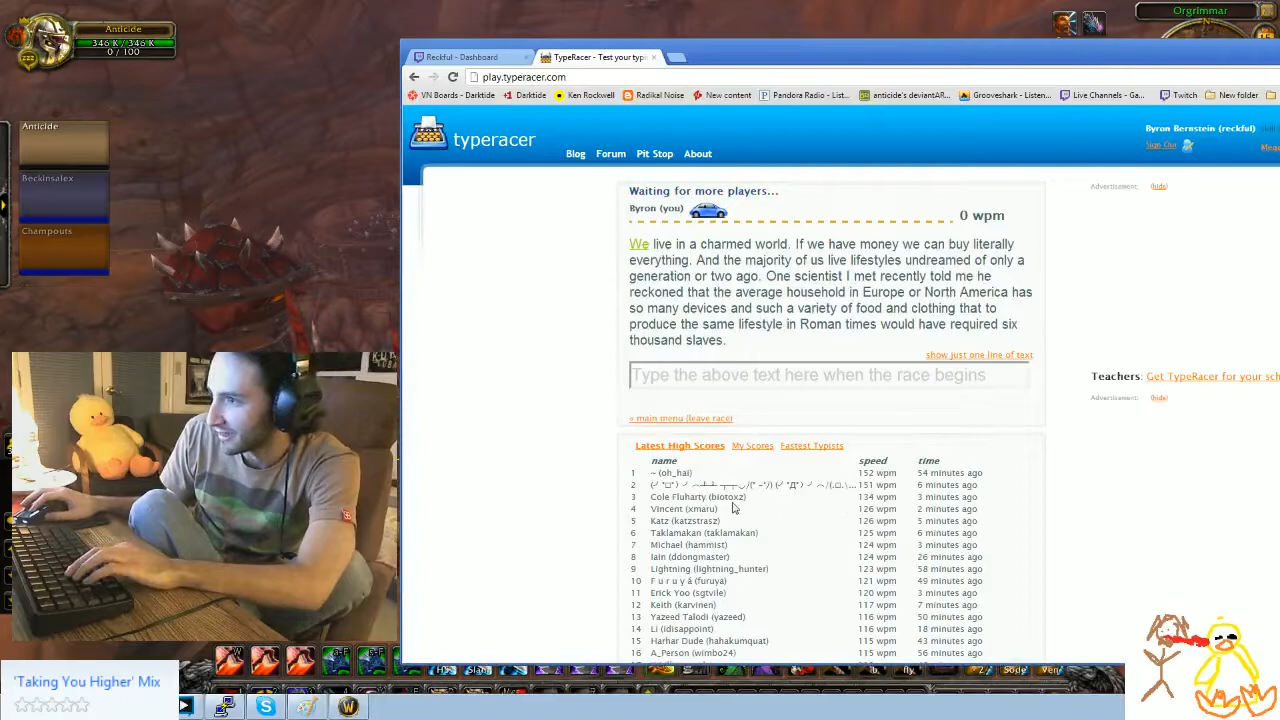 Anticide
346 K / 346 K
0 / 100
Orgrimmar
Anticide
Beckinsalex
Champouts
Reckful - Dashboard
TypeRacer - Test your typi
play.typeracer.com
VN Boards - Darktide
+1 Darktide
Ken Rockwell
Radikal Noise
New content
Pandora Radio - List...
anticide's deviantAR...
Grooveshark - Listen...
Live Channels - Ga...
Twitch
New folder
typeracer
Blog Forum Pit Stop About
Byron Bernstein (reckful)
Sign Out
Waiting for more players...
Byron (you)
0 wpm
We live in a charmed world. If we have money we can buy literally
everything. And the majority of us live lifestyles undreamed of only a
generation or two ago. One scientist I met recently told me he
reckoned that the average household in Europe or North America has
so many devices and such a variety of food and clothing that to
produce the same lifestyle in Roman times would have required six
thousand slaves.
show just one line of text
Type the above text here when the race begins
« main menu (leave race)
Advertisement: (hide)
Teachers: Get TypeRacer for your sch
Advertisement: (hide)
Latest High Scores My Scores Fastest Typists
name speed time
1 ~ (oh_hai) 152 wpm 54 minutes ago
2 151 wpm 6 minutes ago
3 Cole Fluharty (biotoxz) 134 wpm 3 minutes ago
4 Vincent (xmaru) 126 wpm 2 minutes ago
5 Katz (katzstrasz) 126 wpm 5 minutes ago
6 Taklamakan (taklamakan) 125 wpm 6 minutes ago
7 Michael (hammist) 124 wpm 3 minutes ago
8 Iain (ddongmaster) 124 wpm 26 minutes ago
9 Lightning (lightning_hunter) 123 wpm 58 minutes ago
10 F u r u y á (furuya) 121 wpm 49 minutes ago
11 Erick Yoo (sgtvile) 120 wpm 3 minutes ago
12 Keith (karvinen) 117 wpm 7 minutes ago
13 Yazeed Talodi (yazeed) 116 wpm 50 minutes ago
14 Li (idisappoint) 116 wpm 18 minutes ago
15 Harhar Dude (hahakumquat) 115 wpm 43 minutes ago
16 A_Person (wimbo24) 115 wpm 56 minutes ago
'Taking You Higher' Mix